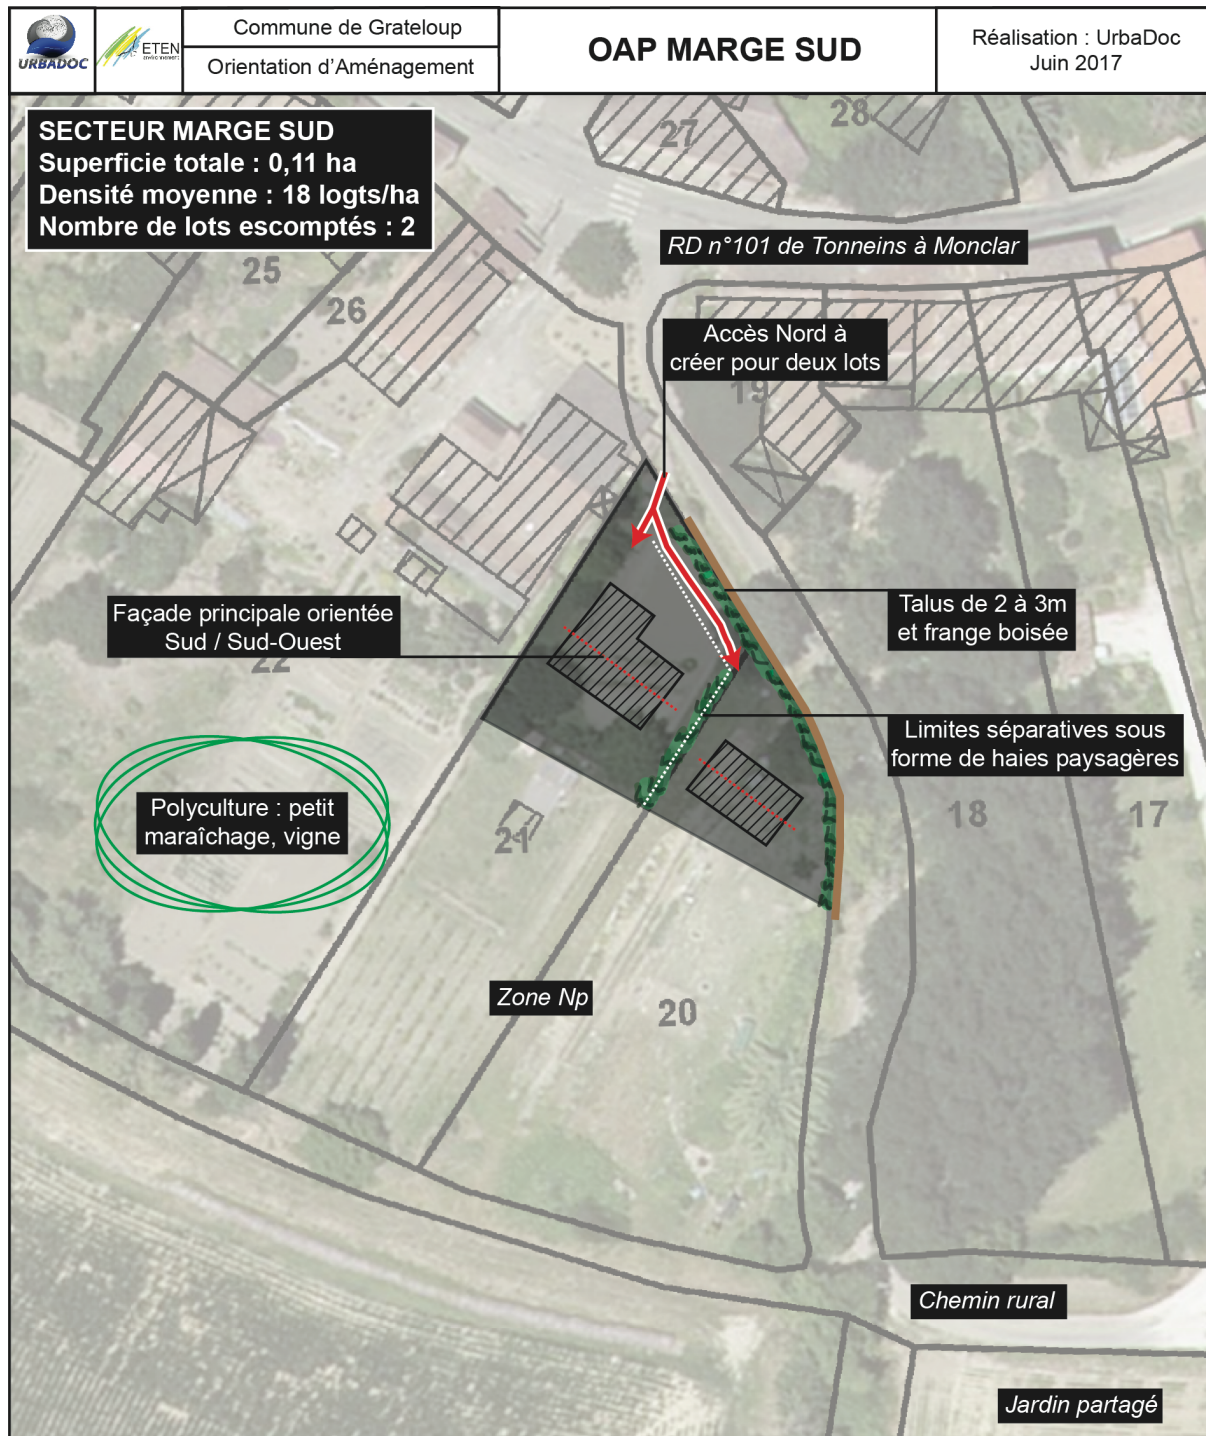 URBADOC
ETEN
environnement
Commune de Grateloup
Orientation d'Aménagement
OAP MARGE SUD
Réalisation : UrbaDoc
Juin 2017
SECTEUR MARGE SUD
Superficie totale : 0,11 ha
Densité moyenne : 18 logts/ha
Nombre de lots escomptés : 2
27
28
RD n°101 de Tonneins à Monclar
25
26
Accès Nord à
créer pour deux lots
19
Façade principale orientée
Sud / Sud-Ouest
22
Talus de 2 à 3m
et frange boisée
Limites séparatives sous
forme de haies paysagères
Polyculture : petit
maraîchage, vigne
21
18
17
Zone Np
20
Chemin rural
Jardin partagé